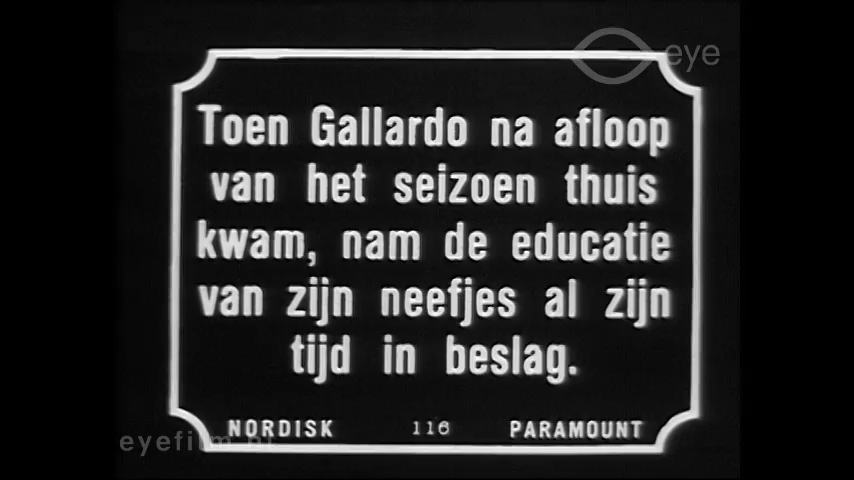 eye
Toen Gallardo na afloop
van het seizoen thuis
kwam, nam de educatie
van zijn neefjes al zijn
tijd in beslag.
NORDISK 116 PARAMOUNT
eyefilm.nl